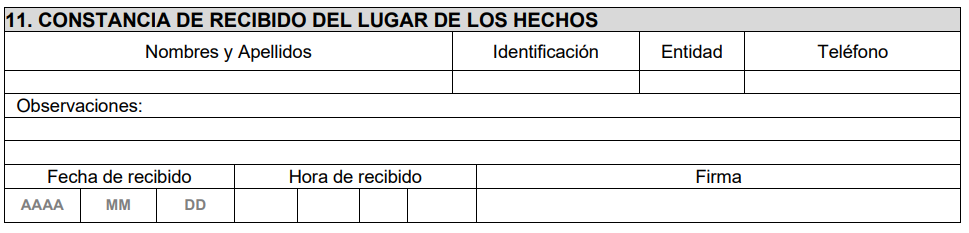 11. CONSTANCIA DE RECIBIDO DEL LUGAR DE LOS HECHOS
Nombres y Apellidos Identificación Entidad Teléfono
Observaciones:
Fecha de recibido Hora de recibido Firma
AAAA MM DD